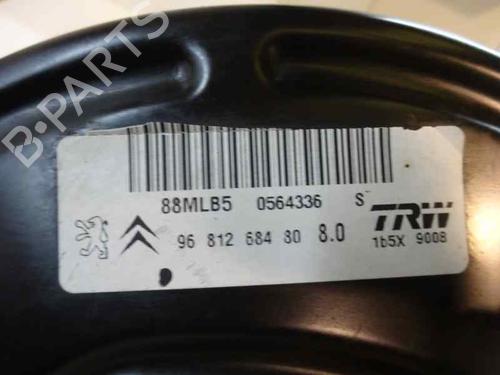 B-PARTS
88MLB5 0564336 S
96 812 684 80 8.0
TRW
1b5X 9008